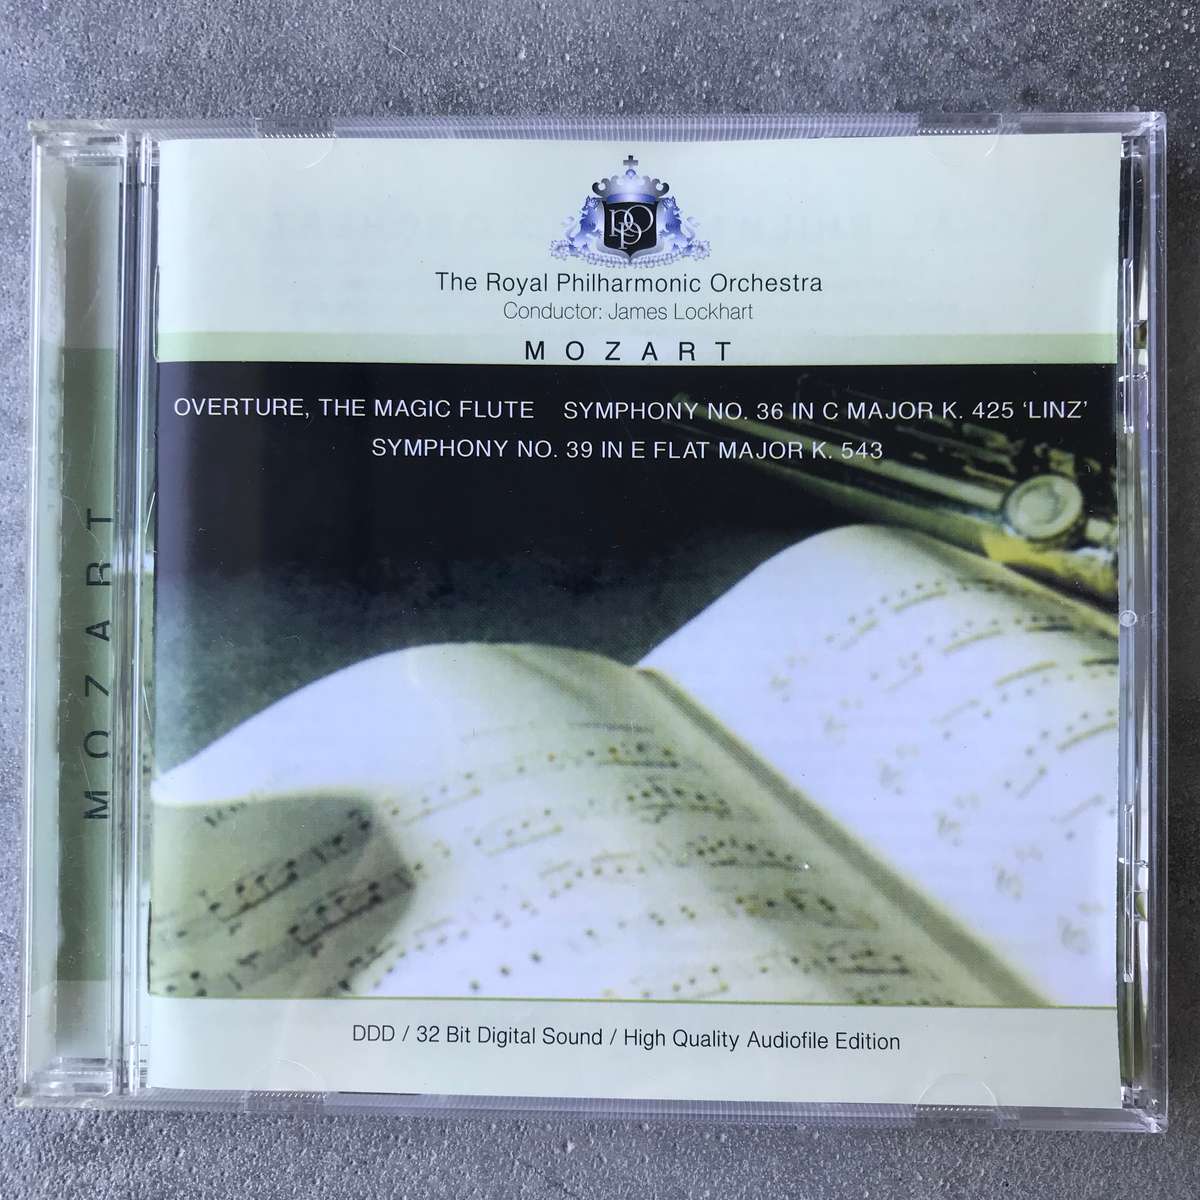 RPO
The Royal Philharmonic Orchestra
Conductor: James Lockhart
MOZART
OVERTURE, THE MAGIC FLUTE SYMPHONY NO. 36 IN C MAJOR K. 425 'LINZ'
SYMPHONY NO. 39 IN E FLAT MAJOR K. 543
DDD / 32 Bit Digital Sound / High Quality Audiofile Edition
MOZART